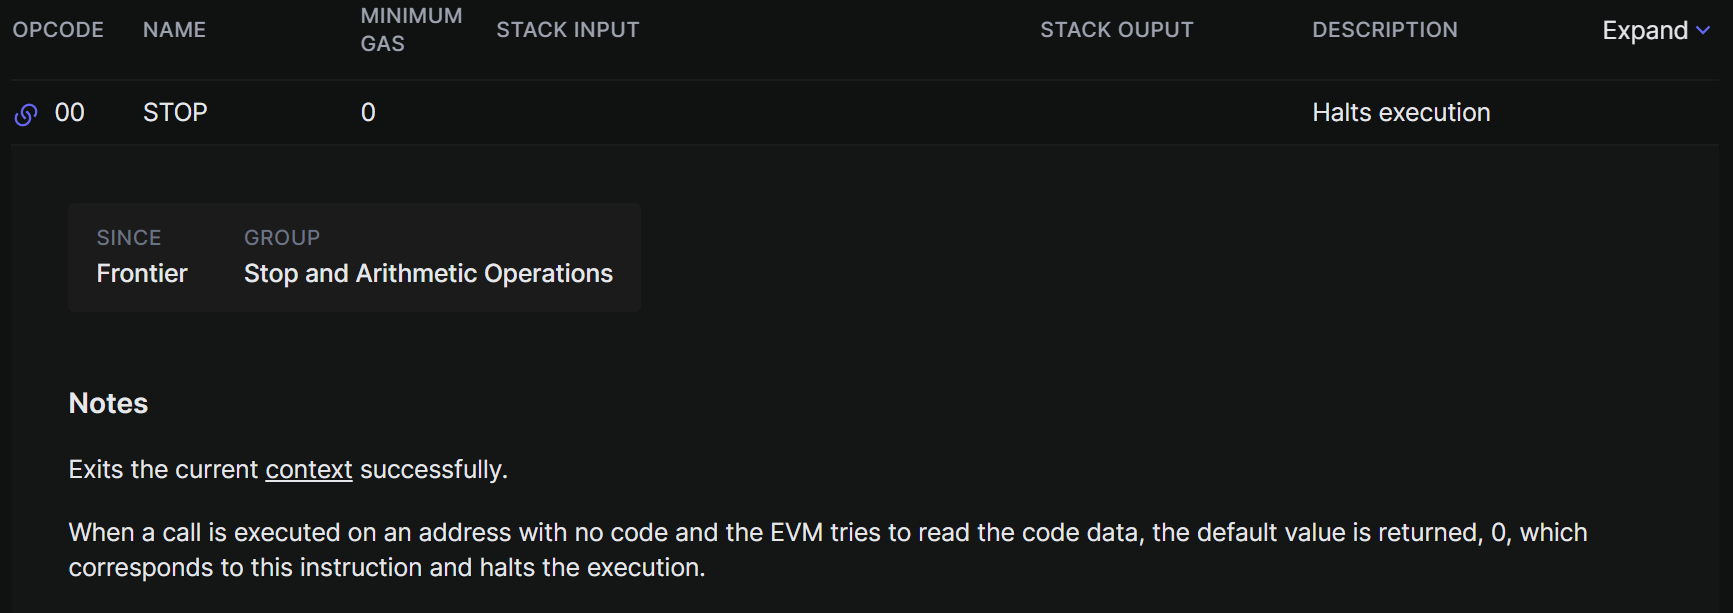 OPCODE NAME MINIMUM GAS STACK INPUT STACK OUPUT DESCRIPTION Expand
00 STOP 0 Halts execution
SINCE GROUP
Frontier Stop and Arithmetic Operations
Notes
Exits the current context successfully.
When a call is executed on an address with no code and the EVM tries to read the code data, the default value is returned, 0, which
corresponds to this instruction and halts the execution.